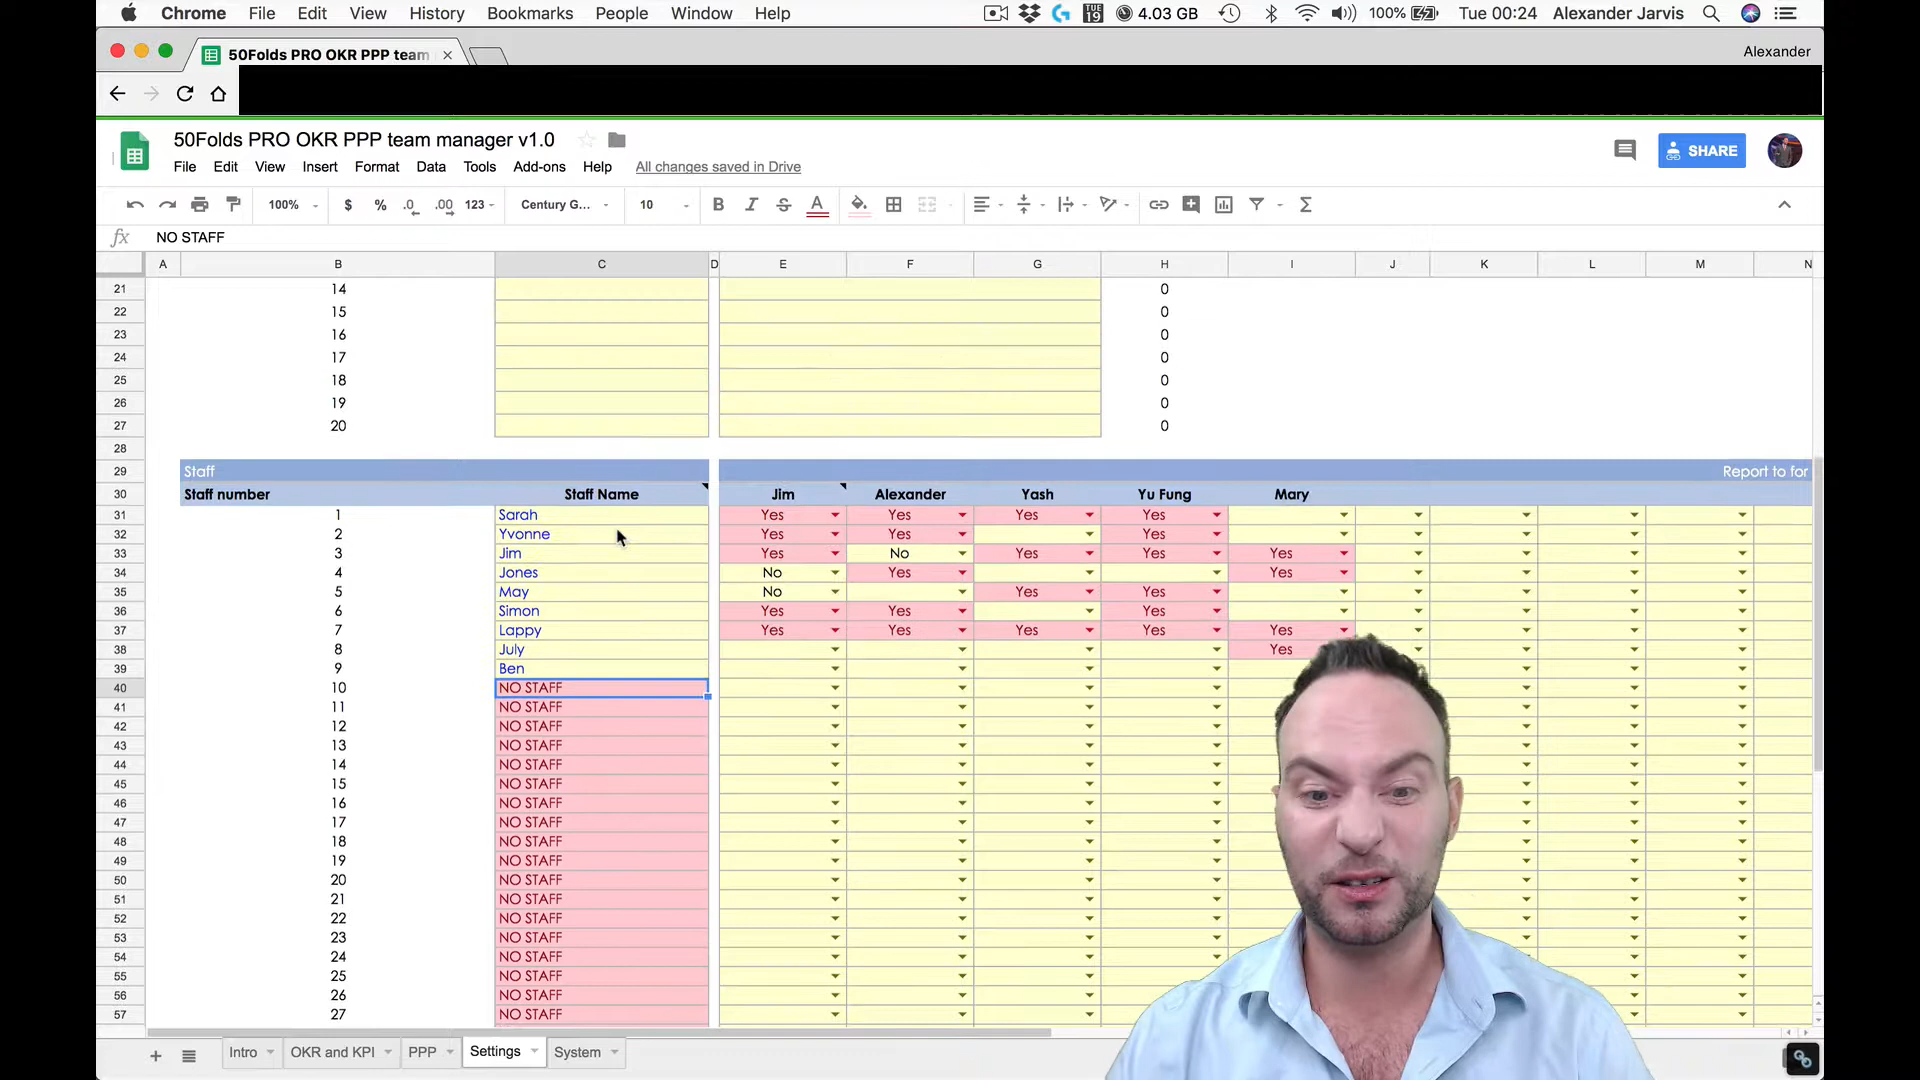 Chrome File Edit View History Bookmarks People Window Help TUE 19 4.03 GB 100% Tue 00:24 Alexander Jarvis
50Folds PRO OKR PPP team Alexander
50Folds PRO OKR PPP team manager v1.0
SHARE
File Edit View Insert Format Data Tools Add-ons Help All changes saved in Drive
100% $ % .0 .00 123 Century G... 10 B I S A Σ
fx NO STAFF
A B C D E F G H I J K L M N
21 14 0
22 15 0
23 16 0
24 17 0
25 18 0
26 19 0
27 20 0
28
29 Staff Report to for
30 Staff number Staff Name Jim Alexander Yash Yu Fung Mary
31 1 Sarah Yes Yes Yes Yes
32 2 Yvonne Yes Yes Yes
33 3 Jim Yes No Yes Yes Yes
34 4 Jones No Yes Yes
35 5 May No Yes Yes
36 6 Simon Yes Yes Yes
37 7 Lappy Yes Yes Yes Yes Yes
38 8 July Yes
39 9 Ben
40 10 NO STAFF
41 11 NO STAFF
42 12 NO STAFF
43 13 NO STAFF
44 14 NO STAFF
45 15 NO STAFF
46 16 NO STAFF
47 17 NO STAFF
48 18 NO STAFF
49 19 NO STAFF
50 20 NO STAFF
51 21 NO STAFF
52 22 NO STAFF
53 23 NO STAFF
54 24 NO STAFF
55 25 NO STAFF
56 26 NO STAFF
57 27 NO STAFF
Intro OKR and KPI PPP Settings System